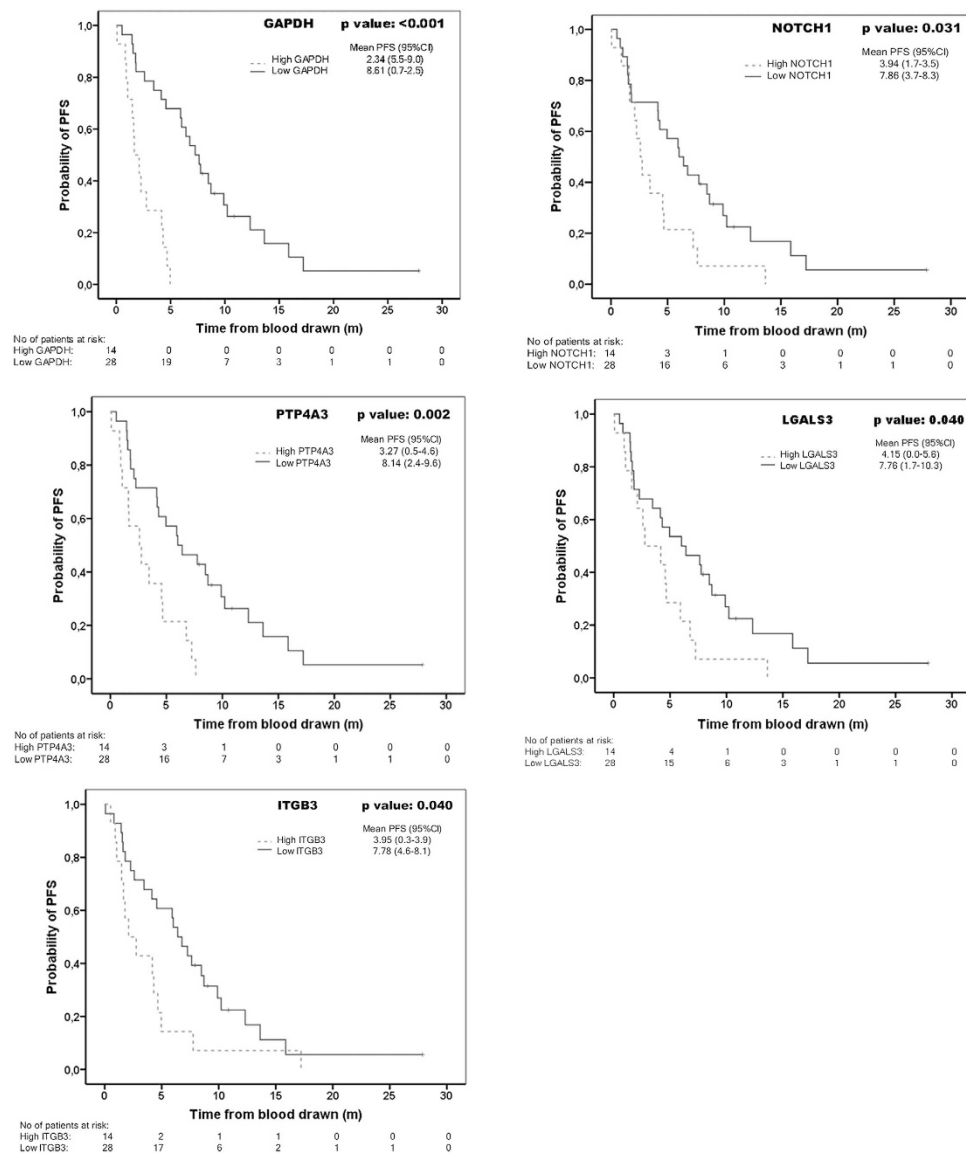 GAPDH p value: <0.001
Mean PFS (95%CI)
High GAPDH 2.34 (5.5-9.0)
Low GAPDH 8.61 (0.7-2.5)
Probability of PFS
1,0
0,8
0,6
0,4
0,2
0,0
0 5 10 15 20 25 30
Time from blood drawn (m)
No of patients at risk:
High GAPDH: 14 0 0 0 0 0 0
Low GAPDH: 28 19 7 3 1 1 0
NOTCH1 p value: 0.031
Mean PFS (95%CI)
High NOTCH1 3.94 (1.7-3.5)
Low NOTCH1 7.86 (3.7-8.3)
Probability of PFS
1,0
0,8
0,6
0,4
0,2
0,0
0 5 10 15 20 25 30
Time from blood drawn (m)
No of patients at risk:
High NOTCH1: 14 3 1 0 0 0 0
Low NOTCH1: 28 16 6 3 1 1 0
PTP4A3 p value: 0.002
Mean PFS (95%CI)
High PTP4A3 3.27 (0.5-4.6)
Low PTP4A3 8.14 (2.4-9.6)
Probability of PFS
1,0
0,8
0,6
0,4
0,2
0,0
0 5 10 15 20 25 30
Time from blood drawn (m)
No of patients at risk:
High PTP4A3: 14 3 1 0 0 0 0
Low PTP4A3: 28 16 7 3 1 1 0
LGALS3 p value: 0.040
Mean PFS (95%CI)
High LGALS3 4.15 (0.0-5.6)
Low LGALS3 7.76 (1.7-10.3)
Probability of PFS
1,0
0,8
0,6
0,4
0,2
0,0
0 5 10 15 20 25 30
Time from blood drawn (m)
No of patients at risk:
High LGALS3: 14 4 1 0 0 0 0
Low LGALS3: 28 15 6 3 1 1 0
ITGB3 p value: 0.040
Mean PFS (95%CI)
High ITGB3 3.95 (0.3-3.9)
Low ITGB3 7.78 (4.6-8.1)
Probability of PFS
1,0
0,8
0,6
0,4
0,2
0,0
0 5 10 15 20 25 30
Time from blood drawn (m)
No of patients at risk:
High ITGB3: 14 2 1 1 0 0 0
Low ITGB3: 28 17 6 2 1 1 0